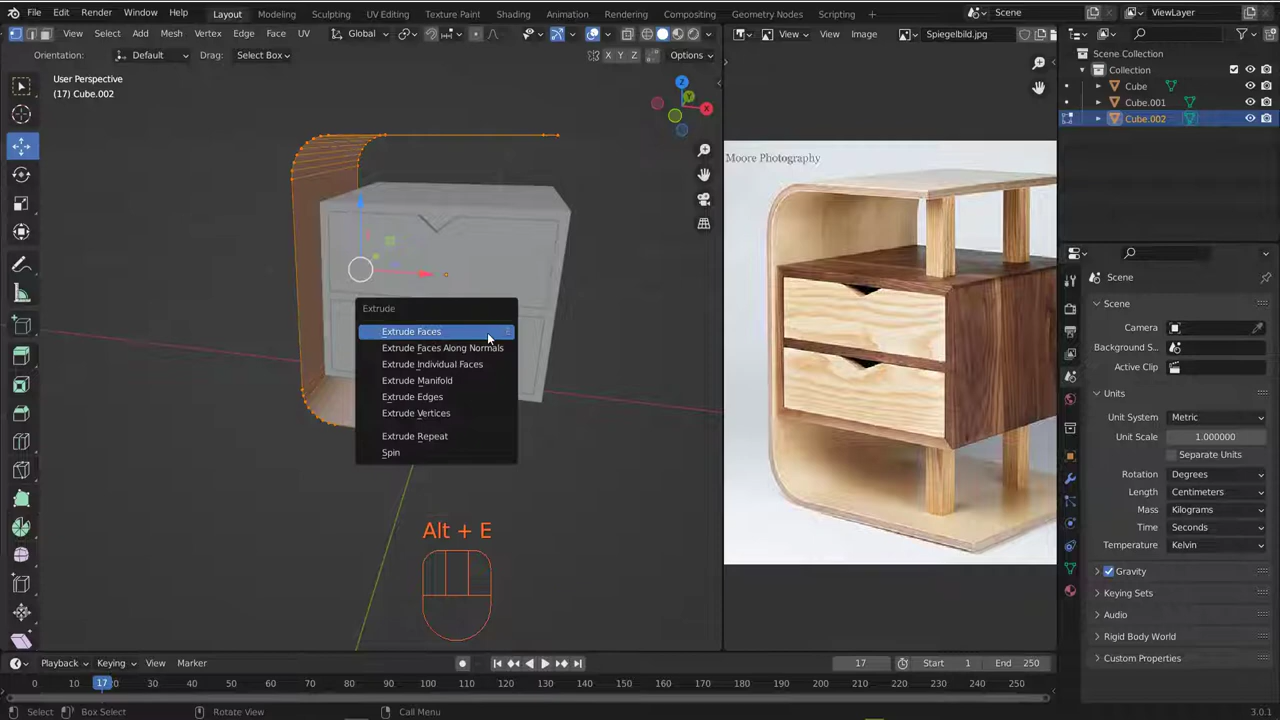 File Edit Render Window Help Layout Modeling Sculpting UV Editing Texture Paint Shading Animation Rendering Compositing Geometry Nodes Scripting + Scene ViewLayer
View Select Add Mesh Vertex Edge Face UV Global
View Image Spiegelbild.jpg
Orientation: Default Drag: Select Box X Y Z Options
User Perspective
(17) Cube.002
Z
Y
X
Moore Photography
Extrude
Extrude Faces
Extrude Faces Along Normals
Extrude Individual Faces
Extrude Manifold
Extrude Edges
Extrude Vertices
Extrude Repeat
Spin
Alt + E
Scene Collection
Collection
Cube
Cube.001
Cube.002
Scene
Scene
Camera
Background S...
Active Clip
Units
Unit System Metric
Unit Scale 1.000000
Separate Units
Rotation Degrees
Length Centimeters
Mass Kilograms
Time Seconds
Temperature Kelvin
Gravity
Keying Sets
Audio
Rigid Body World
Custom Properties
Playback Keying View Marker 17 Start 1 End 250
0 10 17 20 30 40 50 60 70 80 90 100 110 120 130 140 150 160 170 180 190 200 210 220 230 240 250
Select Box Select Rotate View Call Menu 3.0.1